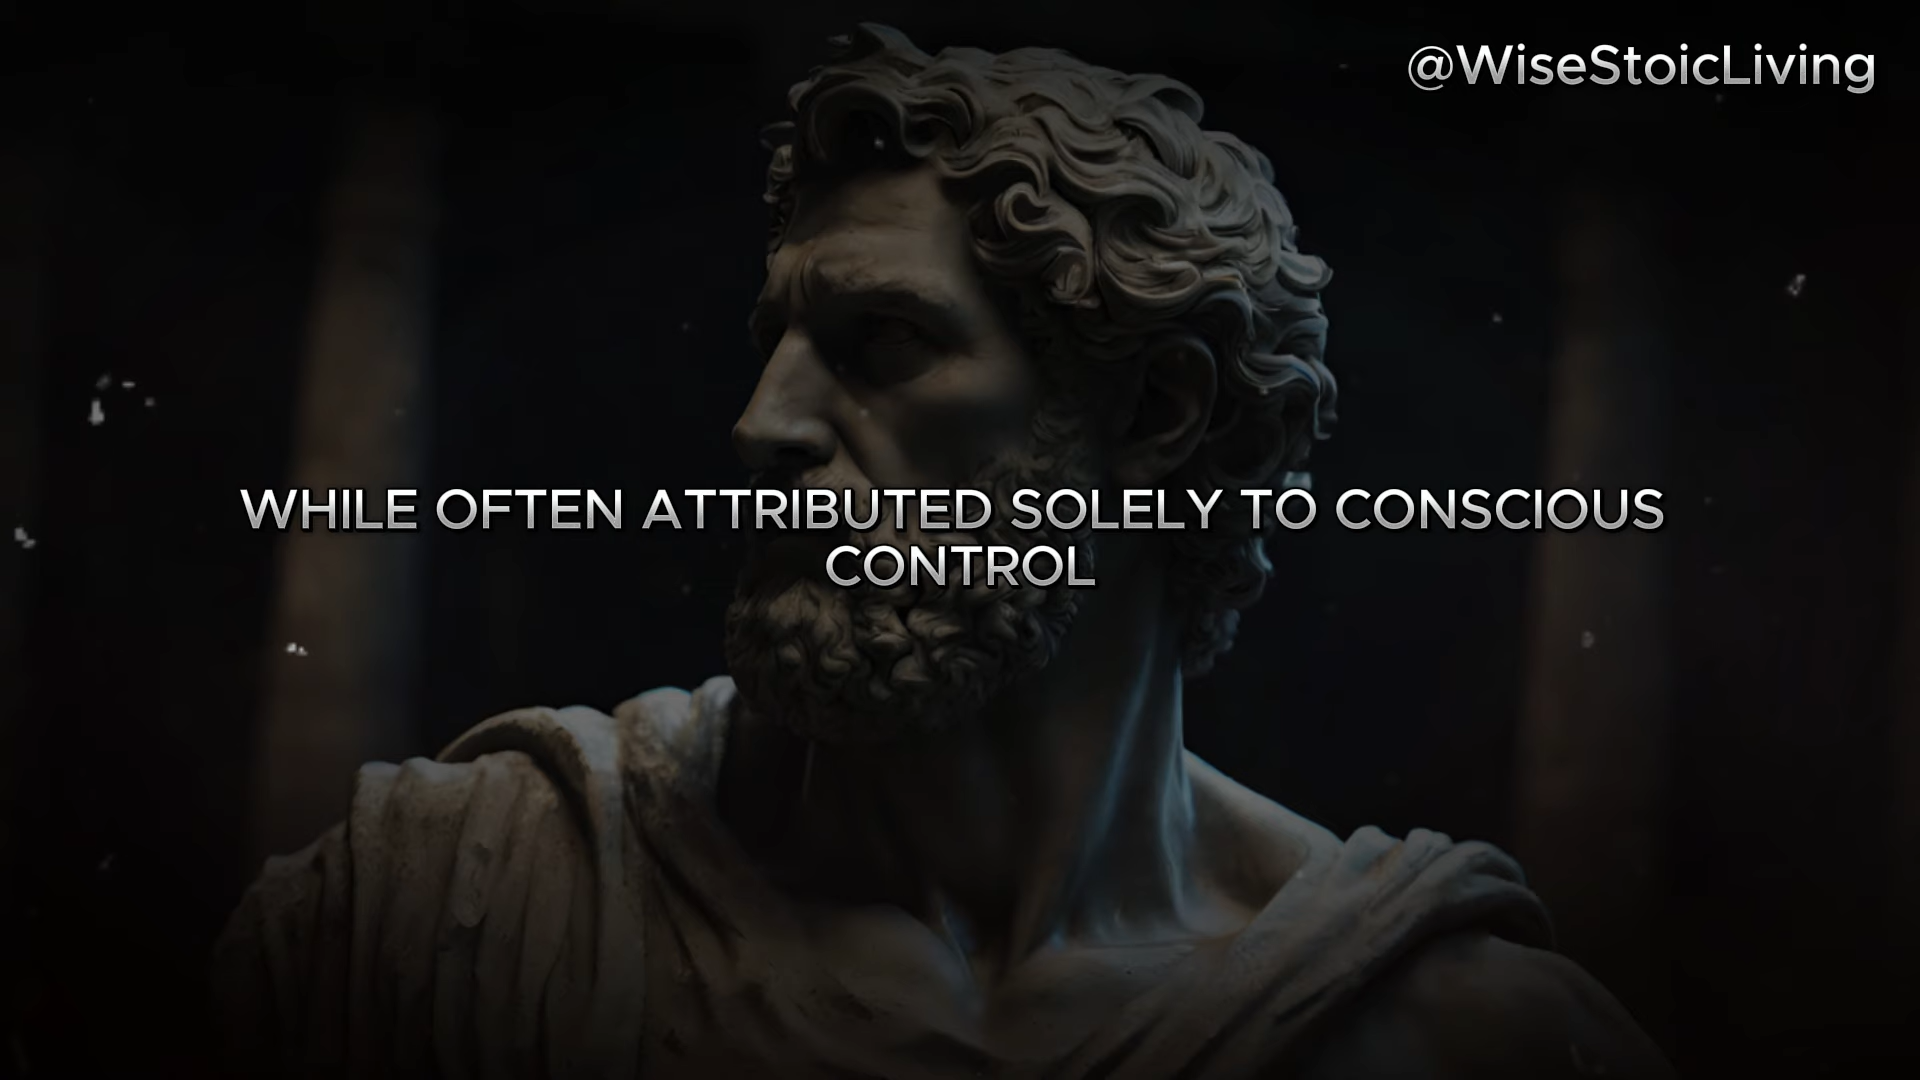 @WiseStoicLiving
WHILE OFTEN ATTRIBUTED SOLELY TO CONSCIOUS
CONTROL